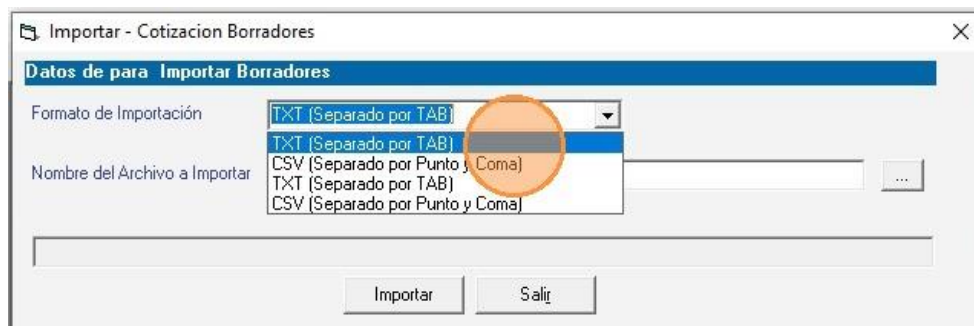 Importar - Cotizacion Borradores
Datos de para Importar Borradores
Formato de Importación
TXT (Separado por TAB)
TXT (Separado por TAB)
CSV (Separado por Punto y Coma)
TXT (Separado por TAB)
CSV (Separado por Punto y Coma)
Nombre del Archivo a Importar
...
Importar
Salir